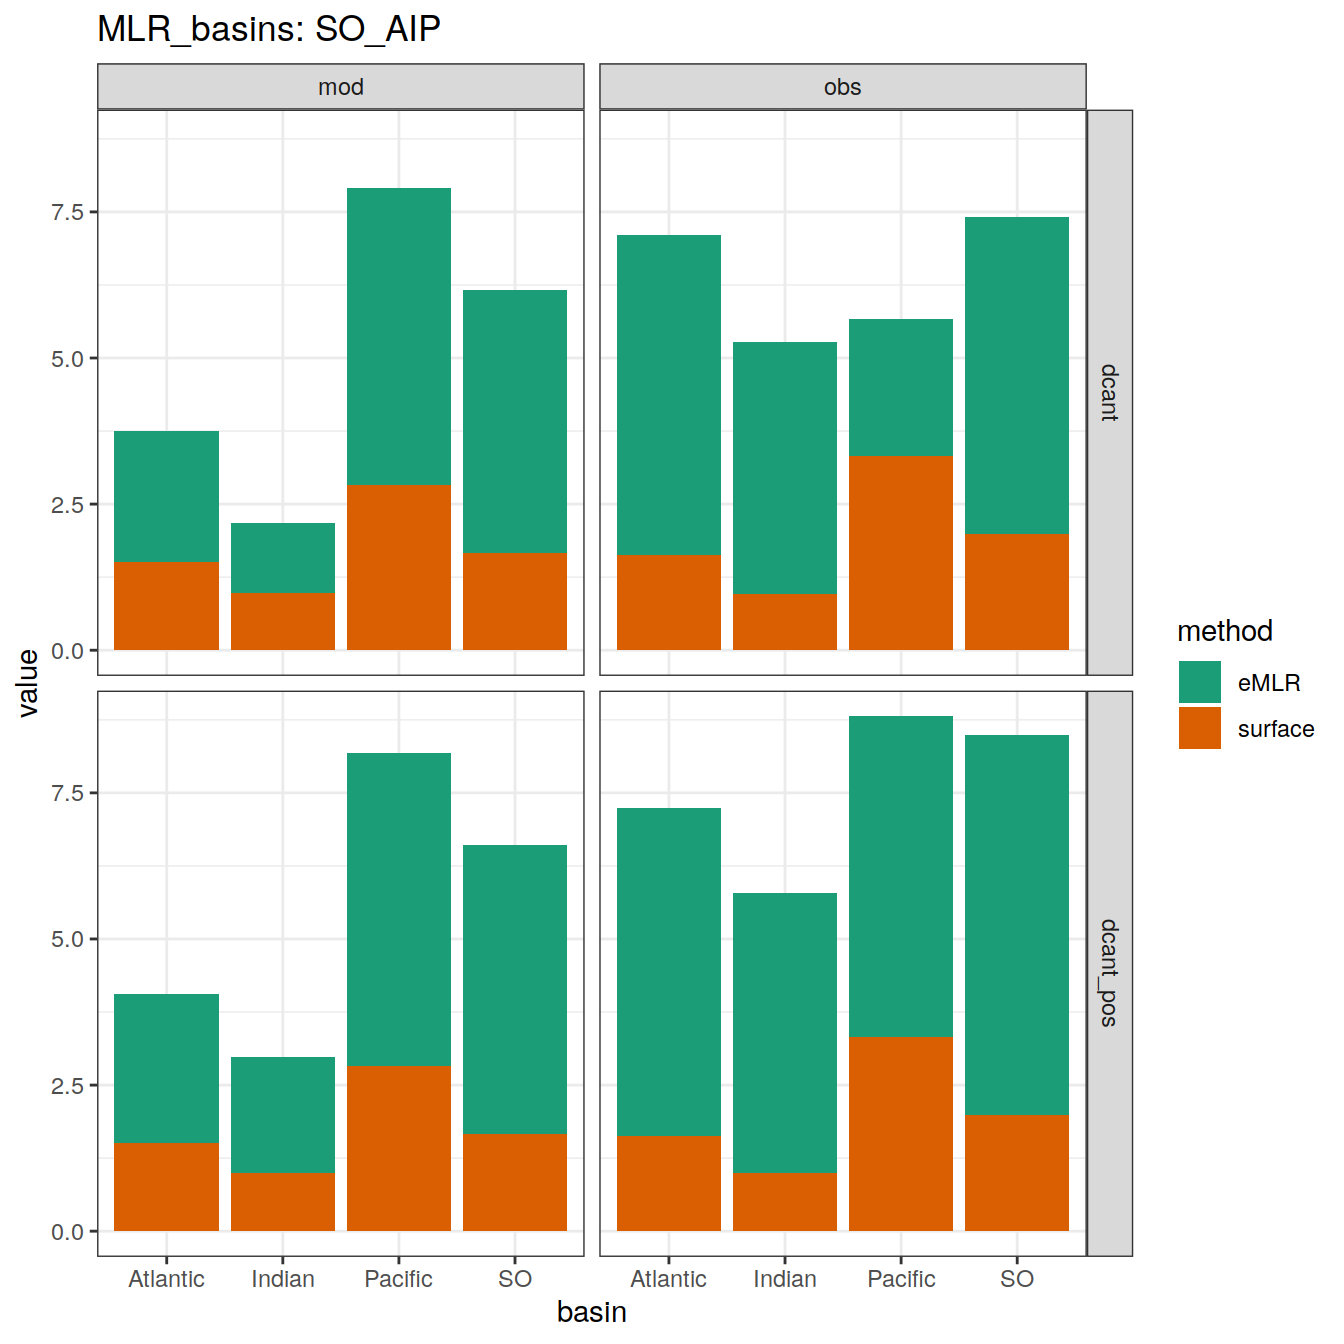 MLR_basins: SO_AIP
mod
obs
7.5
5.0
2.5
0.0
dcant
7.5
5.0
2.5
0.0
dcant_pos
value
Atlantic Indian Pacific SO
Atlantic Indian Pacific SO
basin
method
eMLR
surface